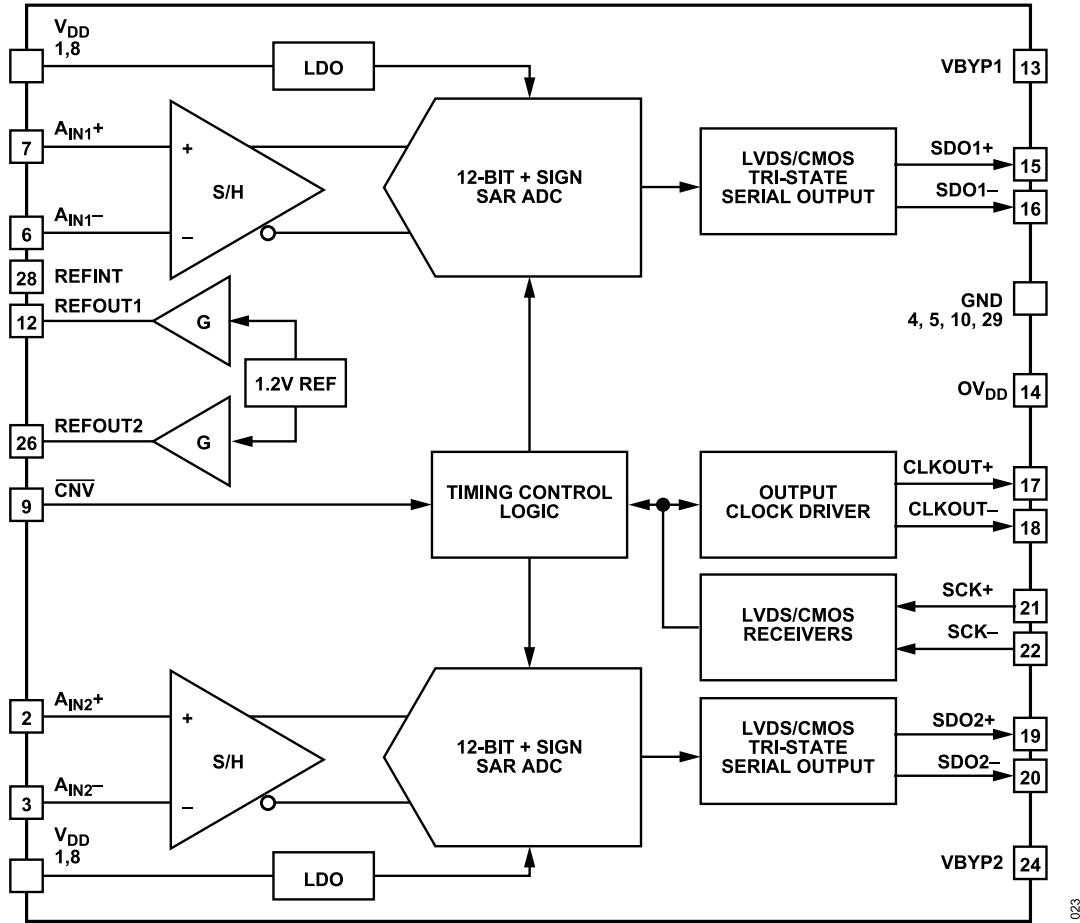 VDD
1,8
LDO
VBYP1 13
7 AIN1+
+
S/H
–
6 AIN1–
12-BIT + SIGN
SAR ADC
LVDS/CMOS
TRI-STATE
SERIAL OUTPUT
SDO1+ 15
SDO1– 16
28 REFINT
12 REFOUT1
G
1.2V REF
GND
4, 5, 10, 29
OVDD 14
26 REFOUT2
G
9 CNV
TIMING CONTROL
LOGIC
OUTPUT
CLOCK DRIVER
CLKOUT+ 17
CLKOUT– 18
LVDS/CMOS
RECEIVERS
SCK+ 21
SCK– 22
2 AIN2+
+
S/H
–
3 AIN2–
12-BIT + SIGN
SAR ADC
LVDS/CMOS
TRI-STATE
SERIAL OUTPUT
SDO2+ 19
SDO2– 20
VDD
1,8
LDO
VBYP2 24
023